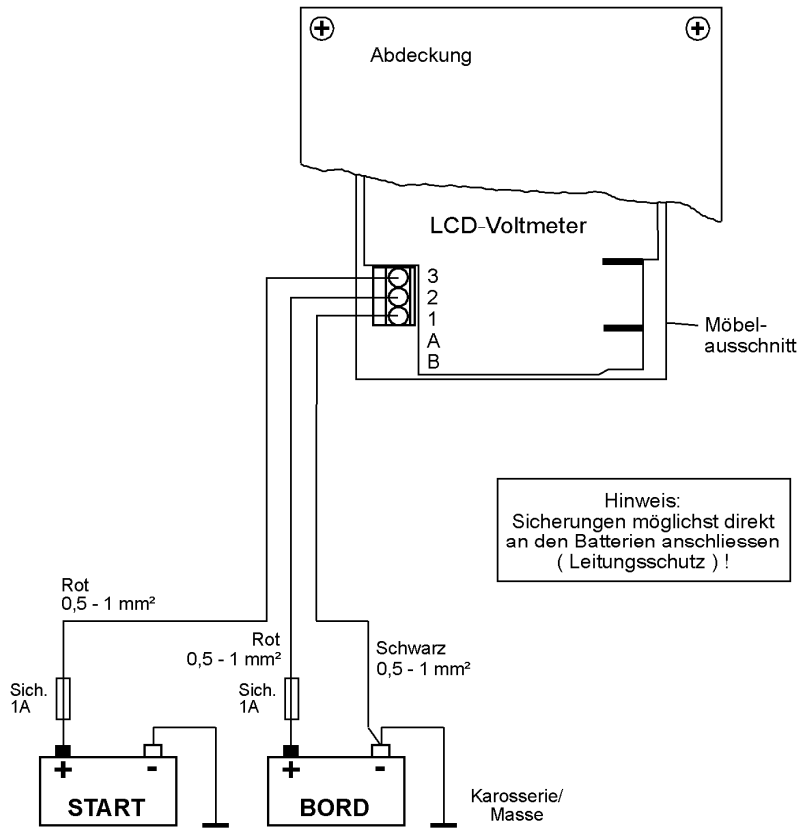 Abdeckung
LCD-Voltmeter
3
2
1
A
B
Möbel-
ausschnitt
Hinweis:
Sicherungen möglichst direkt
an den Batterien anschliessen
( Leitungsschutz ) !
Rot
0,5 - 1 mm²
Rot
0,5 - 1 mm²
Schwarz
0,5 - 1 mm²
Sich.
1A
Sich.
1A
+ -
START
+ -
BORD
Karosserie/
Masse